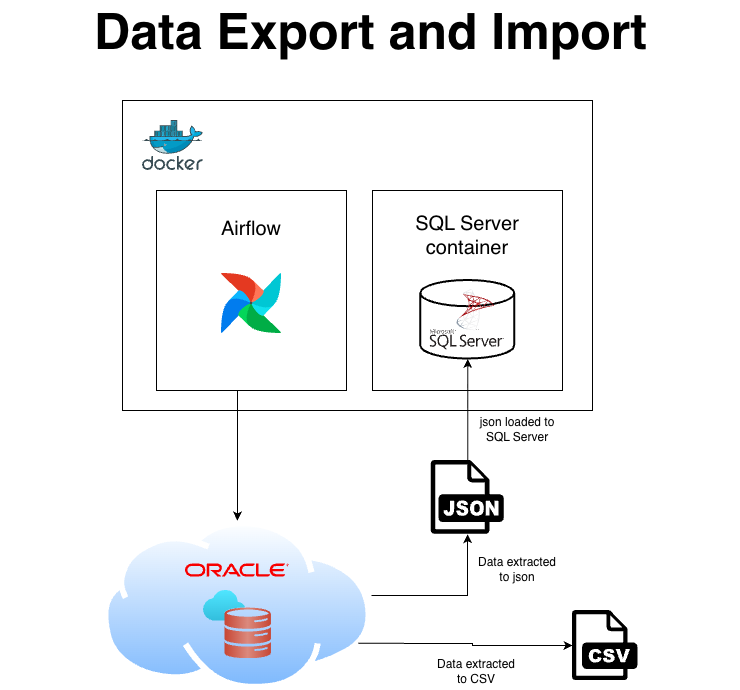 Data Export and Import
docker
Airflow
SQL Server
container
Microsoft
SQL Server
json loaded to
SQL Server
JSON
ORACLE
Data extracted
to json
CSV
Data extracted
to CSV